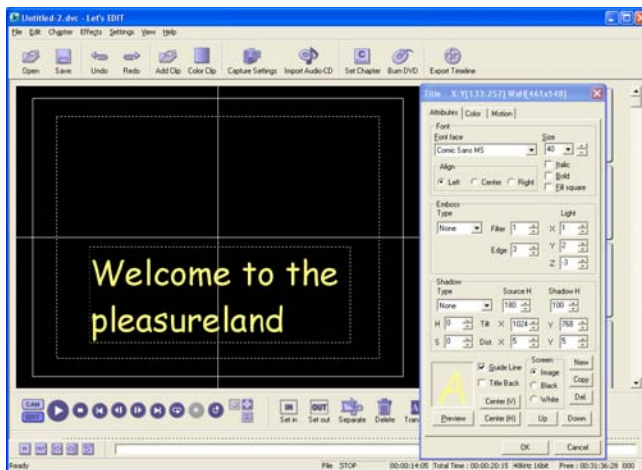 Untitled-2.dvc - Let's EDIT
File Edit Chapter Effects Settings View Help
Open Save Undo Redo Add Clip Color Clip Capture Settings Import Audio-CD Set Chapter Burn DVD Export Timeline
Title X:Y[133:257] WxH[461x148]
Attributes Color Motion
Font
Font face Size
Comic Sans MS 40
Italic
Align Bold
Left Center Right Fill square
Emboss
Type Light
None Filter 1 X 1
Edge 3 Y 2
Z -3
Welcome to the
pleasureland
Shadow
Type Source H Shadow H
None 180 100
H 0 Tilt X 1024 Y 768
S 0 Dist. X 5 Y 5
A
Guide Line Screen New
Title Back Image Copy
Center (V) Black Del.
White
Preview Center (H) Up Down
OK Cancel
CAM
EDIT
IN OUT
Set in Set out Separate Delete
Ready File STOP 00:00:14:05 Total Time : 00:00:20:15 48kHz 16bit Free : 00:31:36:28